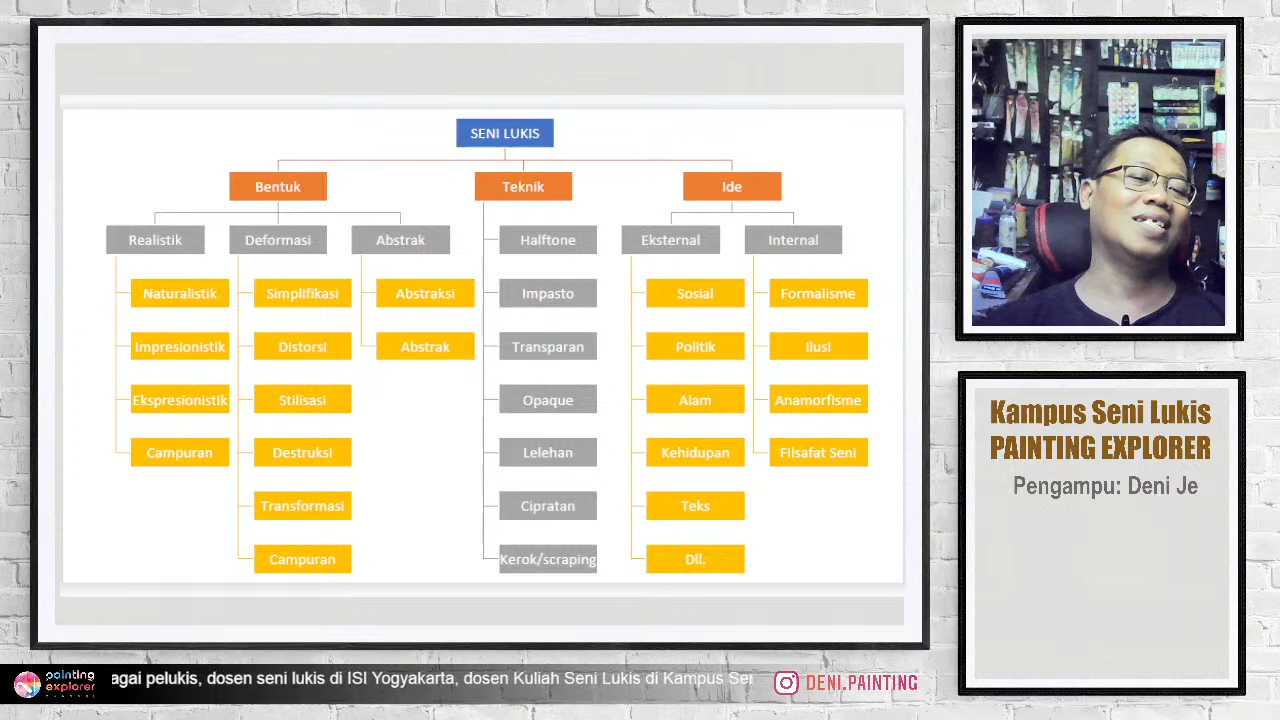 SENI LUKIS
Bentuk
Teknik
Ide
Realistik
Deformasi
Abstrak
Halftone
Eksternal
Internal
Naturalistik
Simplifikasi
Abstraksi
Impasto
Sosial
Formalisme
Impresionistik
Distorsi
Abstrak
Transparan
Politik
Ilusi
Ekspresionistik
Stilisasi
Opaque
Alam
Anamorfisme
Campuran
Destruksi
Lelehan
Kehidupan
Filsafat Seni
Transformasi
Cipratan
Teks
Campuran
Kerok/scraping
Dll.
Kampus Seni Lukis
PAINTING EXPLORER
Pengampu: Deni Je
painting
explorer
CHANNEL
agai pelukis, dosen seni lukis di ISI Yogyakarta, dosen Kuliah Seni Lukis di Kampus Ser
DENI.PAINTING